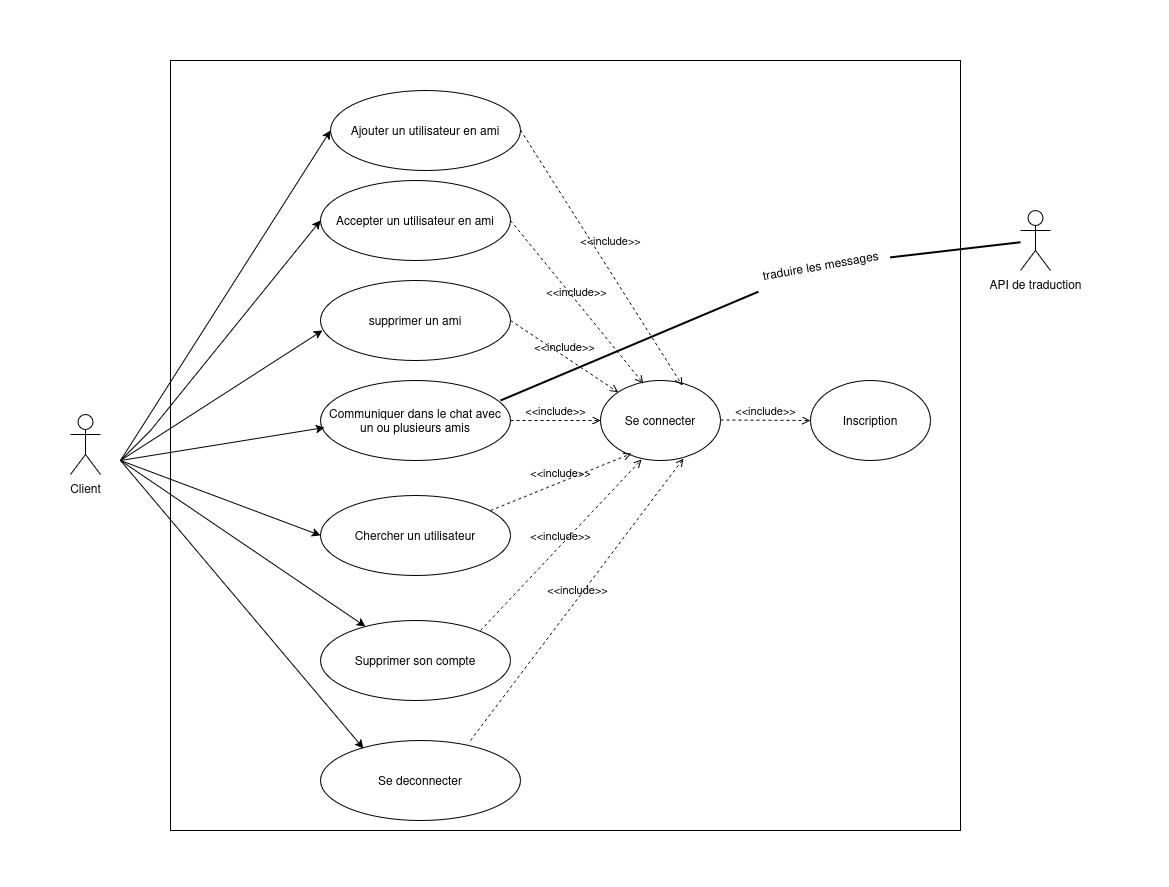 Ajouter un utilisateur en ami
Accepter un utilisateur en ami
<<include>>
traduire les messages
API de traduction
<<include>>
supprimer un ami
<<include>>
Communiquer dans le chat avec
un ou plusieurs amis
<<include>>
Se connecter
<<include>>
Inscription
Client
<<include>>
Chercher un utilisateur
<<include>>
<<include>>
Supprimer son compte
Se deconnecter